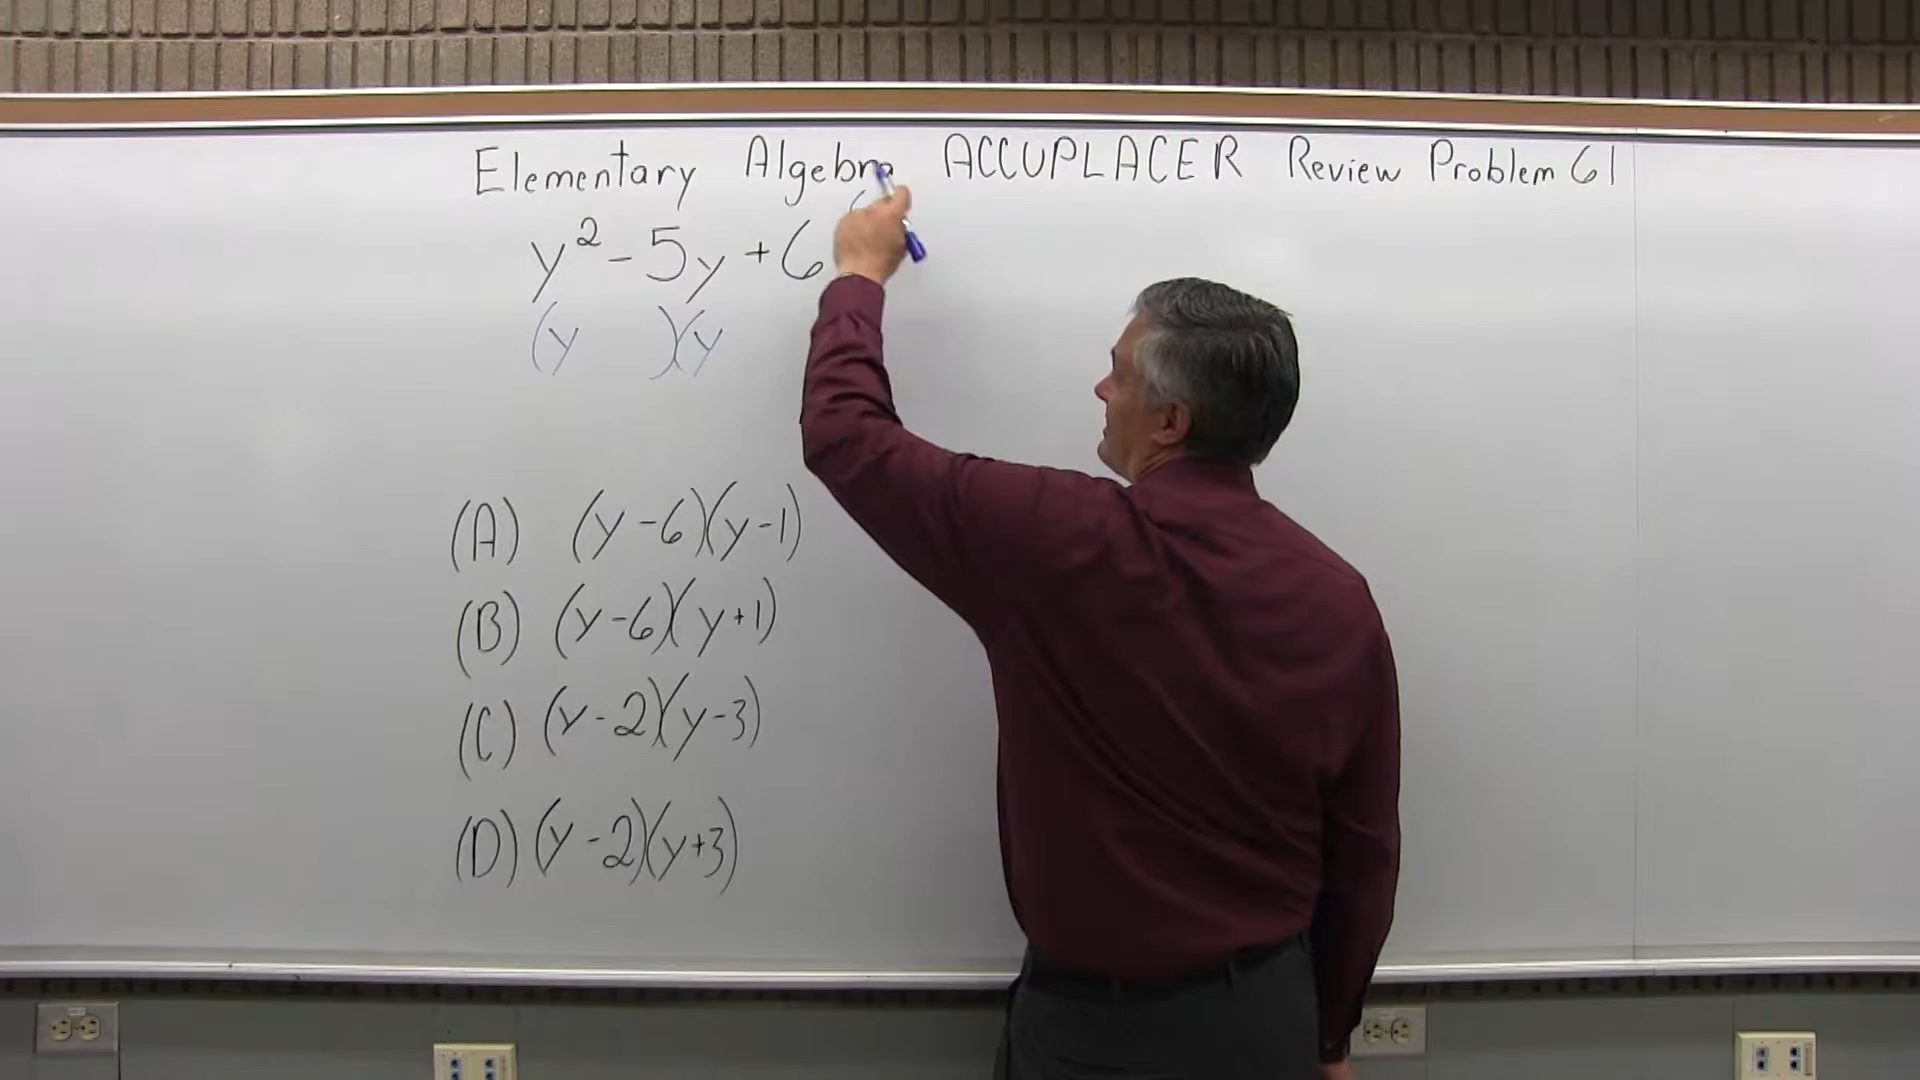 Elementary Algebra ACCUPLACER Review Problem 61
y² - 5y + 6
(y )(y
(A) (y - 6)(y - 1)
(B) (y - 6)(y + 1)
(C) (y - 2)(y - 3)
(D) (y - 2)(y + 3)